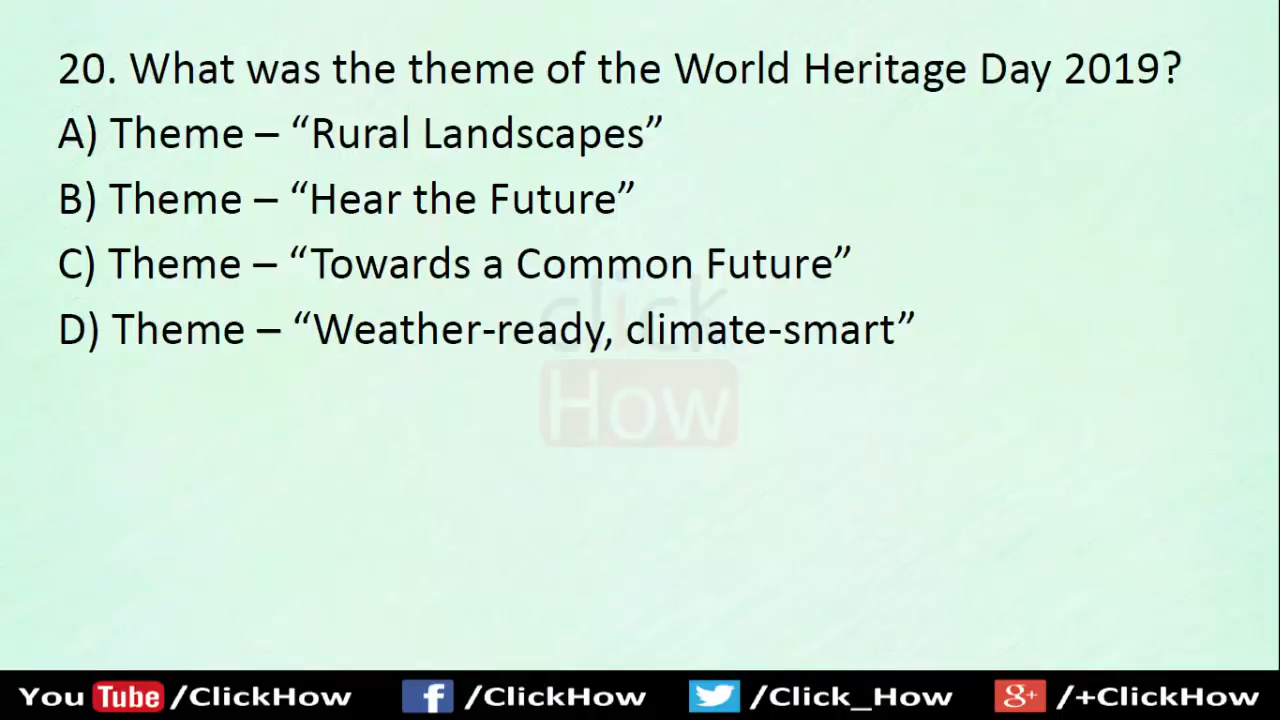 20. What was the theme of the World Heritage Day 2019?
A) Theme – “Rural Landscapes”
B) Theme – “Hear the Future”
C) Theme – “Towards a Common Future”
D) Theme – “Weather-ready, climate-smart”
click
How
You Tube /ClickHow f /ClickHow /Click_How g+ /+ClickHow